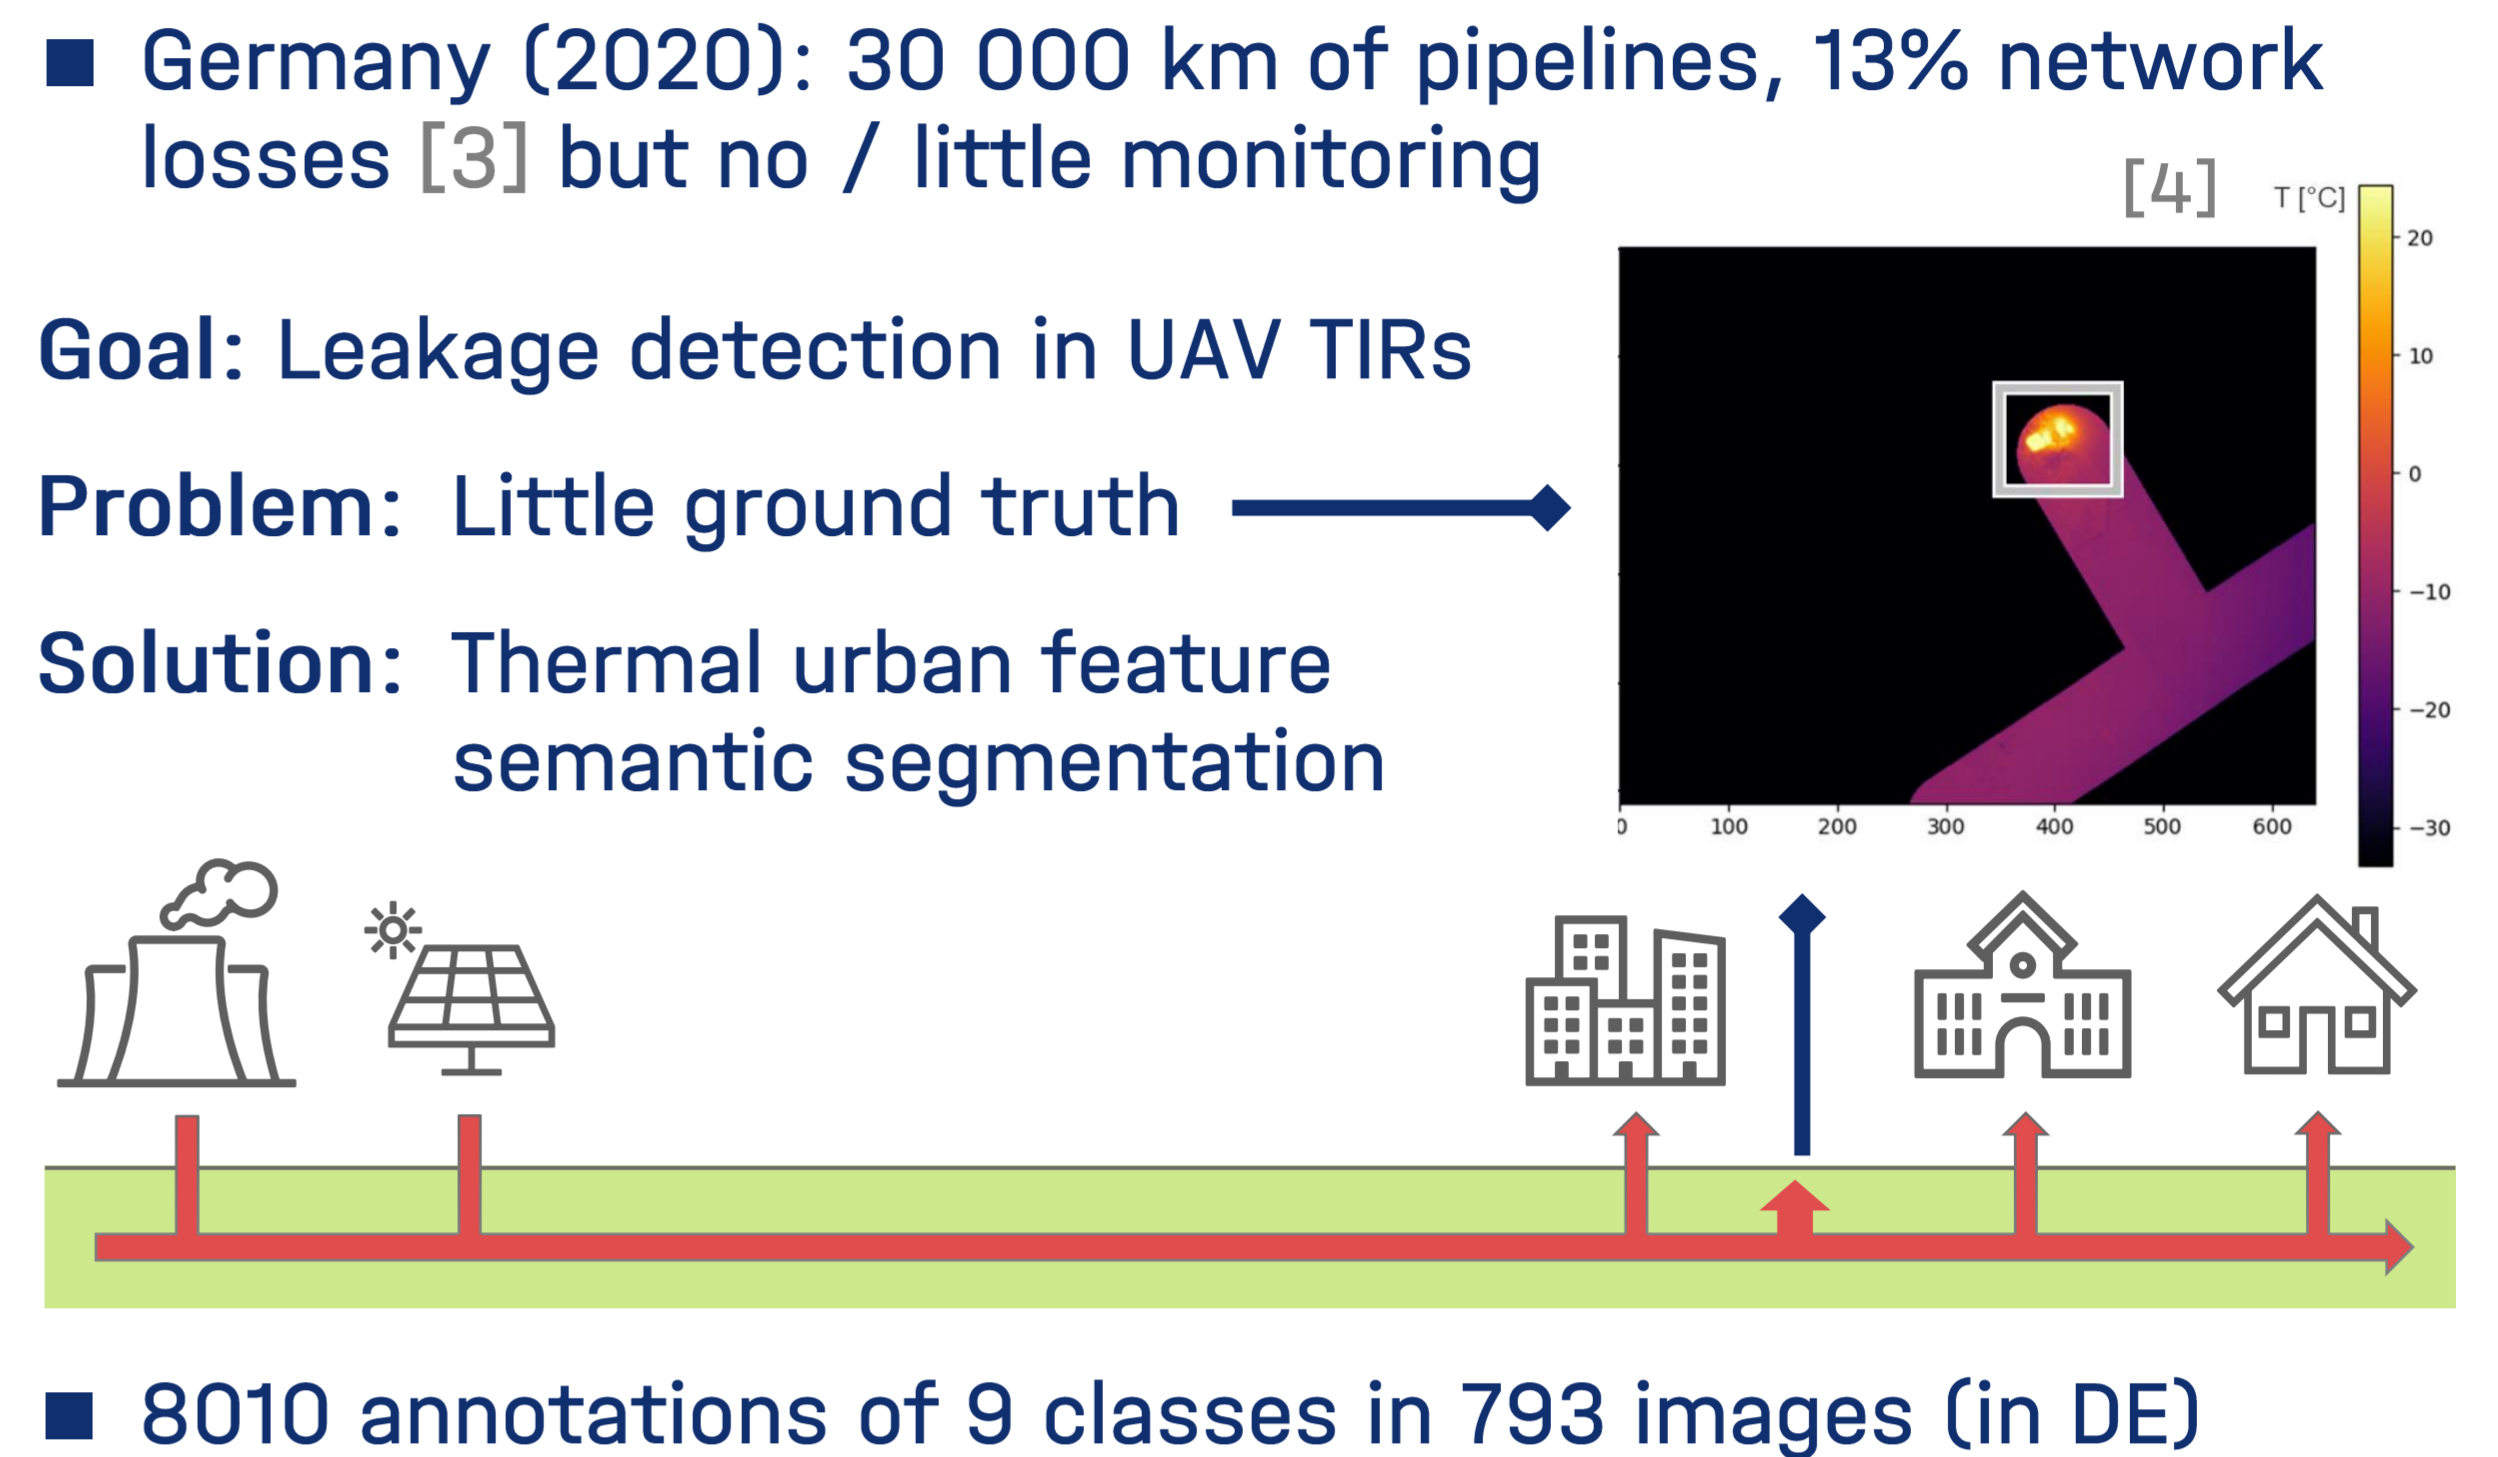 ■ Germany (2020): 30 000 km of pipelines, 13% network
losses [3] but no / little monitoring
[4]
T [°C]
20
10
0
−10
−20
−30
0 100 200 300 400 500 600
Goal: Leakage detection in UAV TIRs
Problem: Little ground truth
Solution: Thermal urban feature
semantic segmentation
■ 8010 annotations of 9 classes in 793 images (in DE)